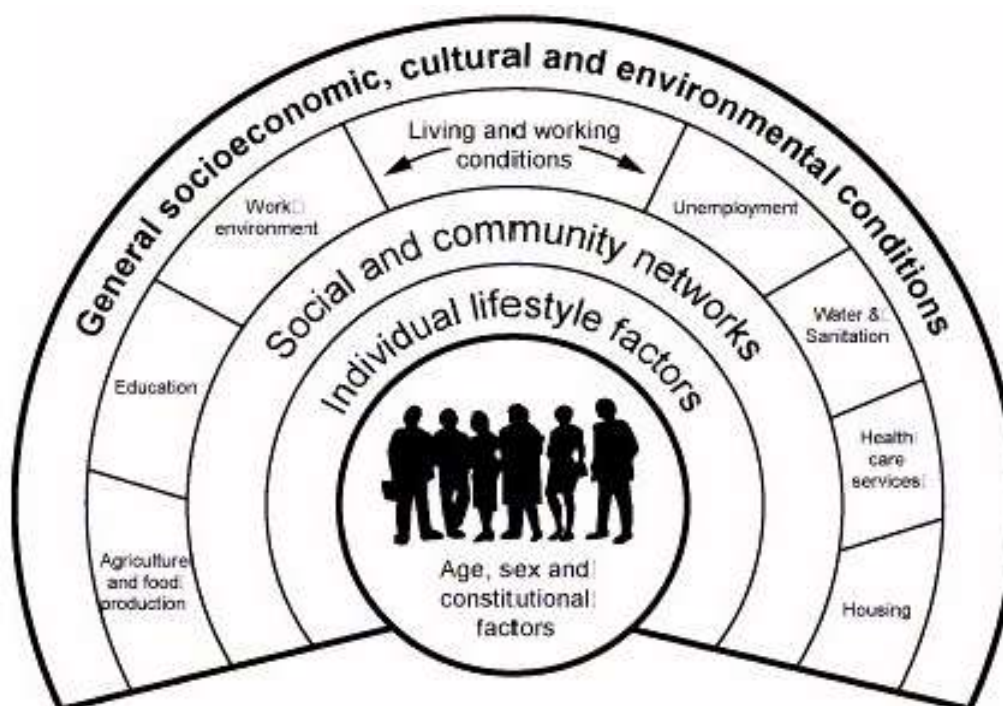 General socioeconomic, cultural and environmental conditions
Living and working
conditions
Work
environment
Unemployment
Education
Water &
Sanitation
Agriculture
and food
production
Health
care
services
Housing
Social and community networks
Individual lifestyle factors
Age, sex and
constitutional
factors